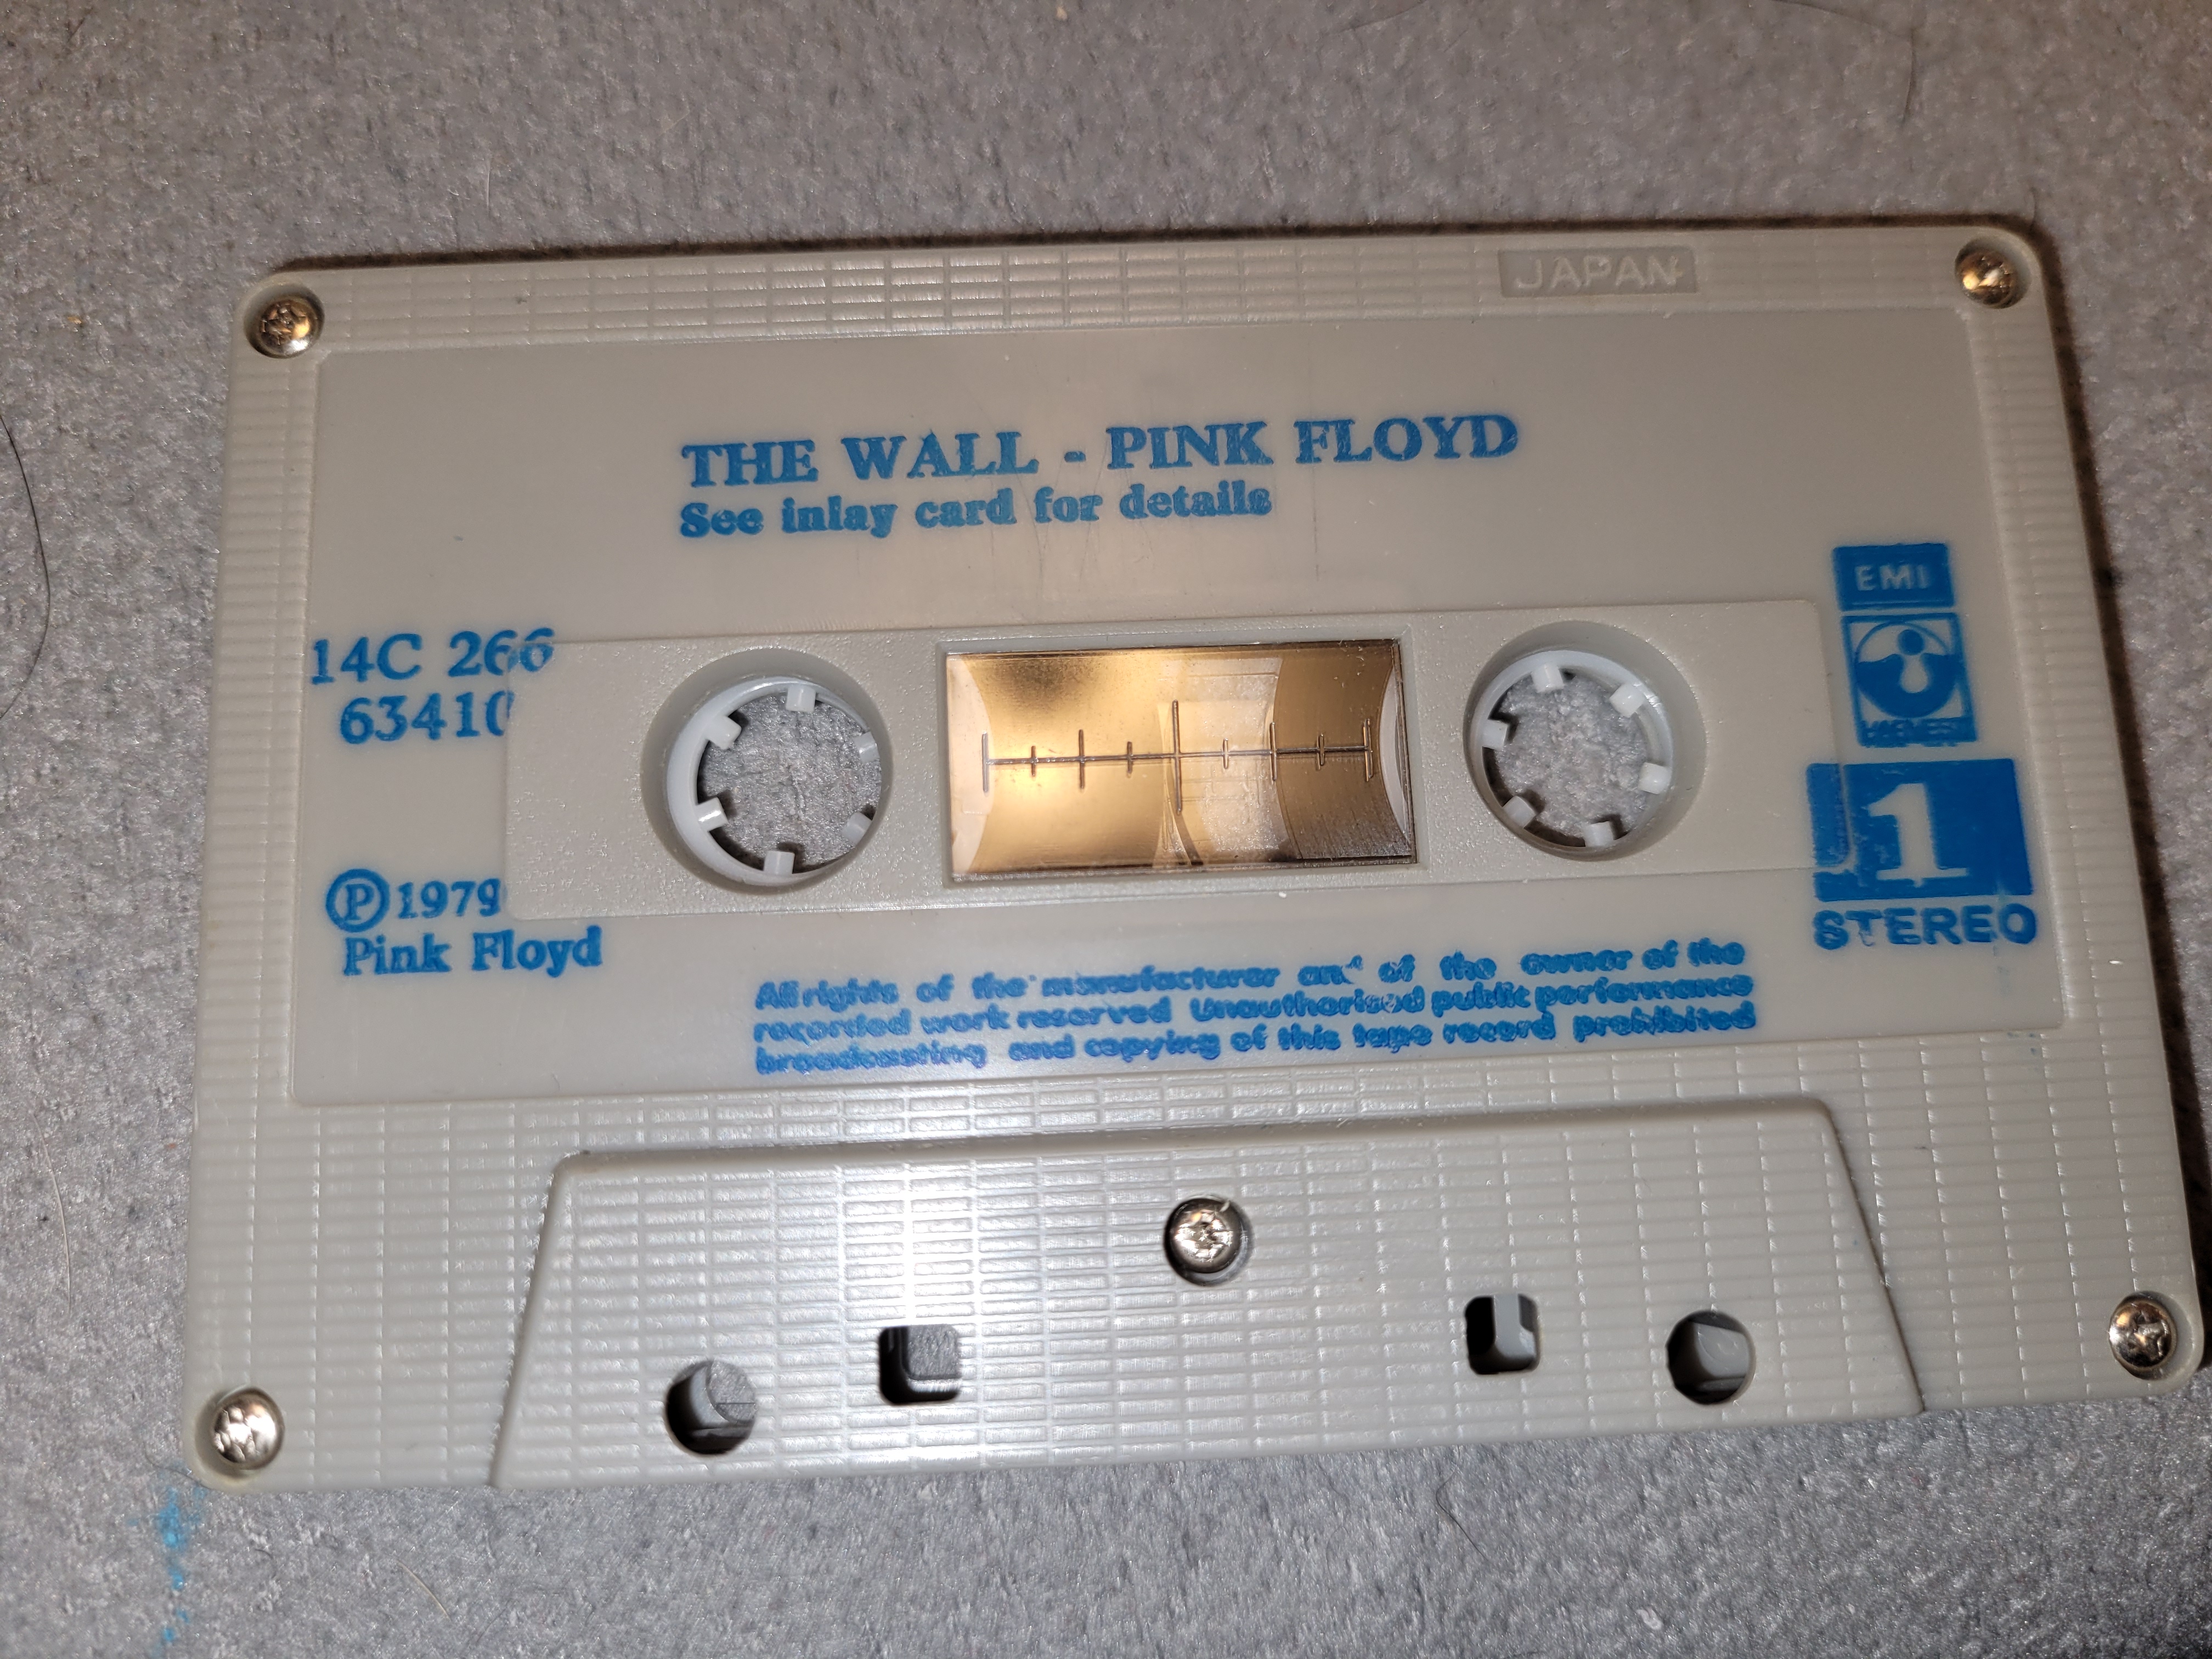 JAPAN
THE WALL - PINK FLOYD
See inlay card for details
EMI
HARVEST
14C 266
63410
1
STEREO
℗ 1979
Pink Floyd
All rights of the manufacturer and of the owner of the
recorded work reserved Unauthorised public performance
broadcasting and copying of this tape record prohibited